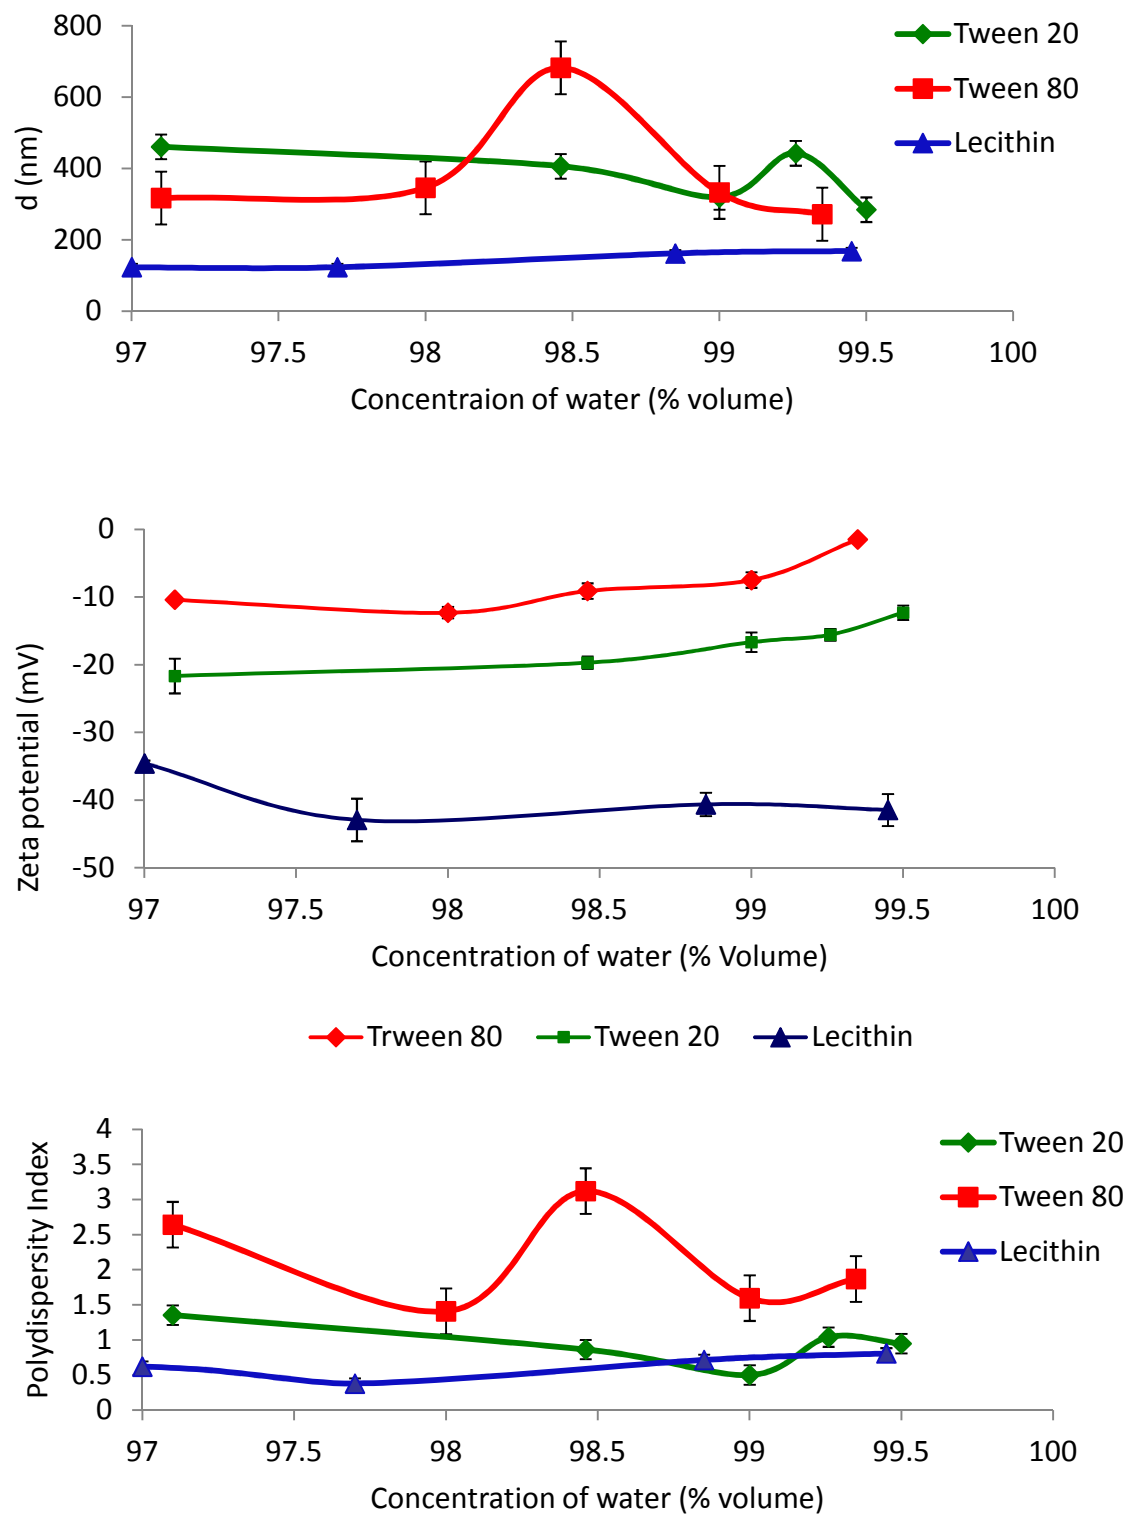 800
600
400
200
0
d (nm)
97 97.5 98 98.5 99 99.5 100
Concentraion of water (% volume)
Tween 20
Tween 80
Lecithin
0
-10
-20
-30
-40
-50
Zeta potential (mV)
97 97.5 98 98.5 99 99.5 100
Concentration of water (% Volume)
Trween 80 Tween 20 Lecithin
4
3.5
3
2.5
2
1.5
1
0.5
0
Polydispersity Index
97 97.5 98 98.5 99 99.5 100
Concentration of water (% volume)
Tween 20
Tween 80
Lecithin